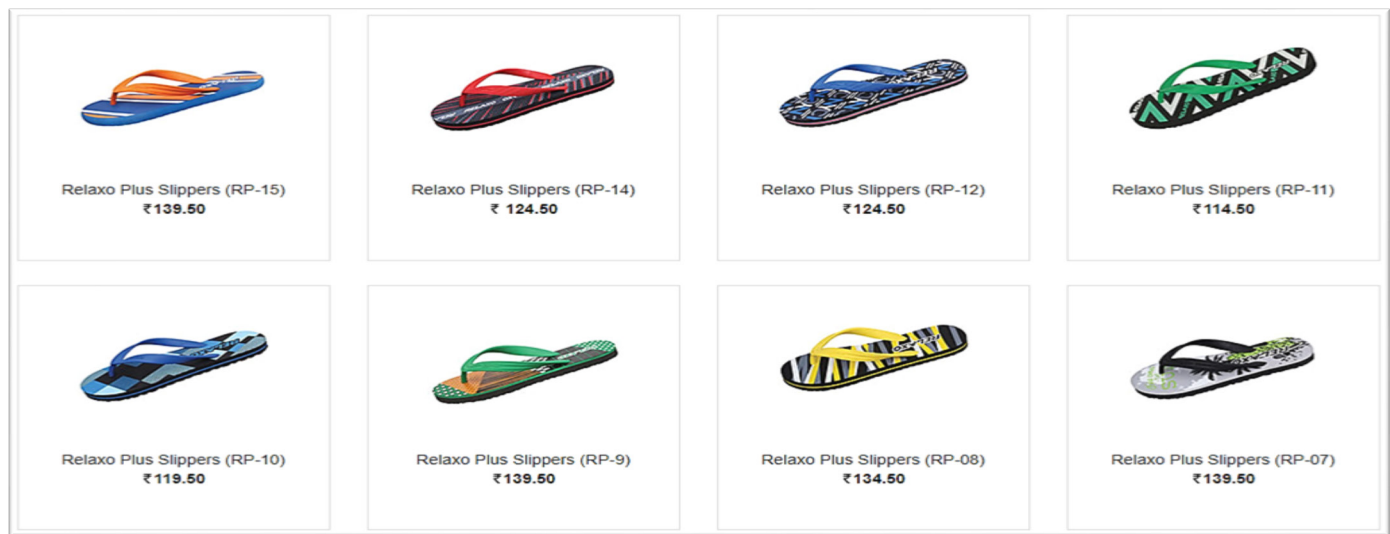 Relaxo Plus Slippers (RP-15)
₹139.50
Relaxo Plus Slippers (RP-14)
₹ 124.50
Relaxo Plus Slippers (RP-12)
₹124.50
Relaxo Plus Slippers (RP-11)
₹114.50
Relaxo Plus Slippers (RP-10)
₹119.50
Relaxo Plus Slippers (RP-9)
₹139.50
Relaxo Plus Slippers (RP-08)
₹134.50
Relaxo Plus Slippers (RP-07)
₹139.50